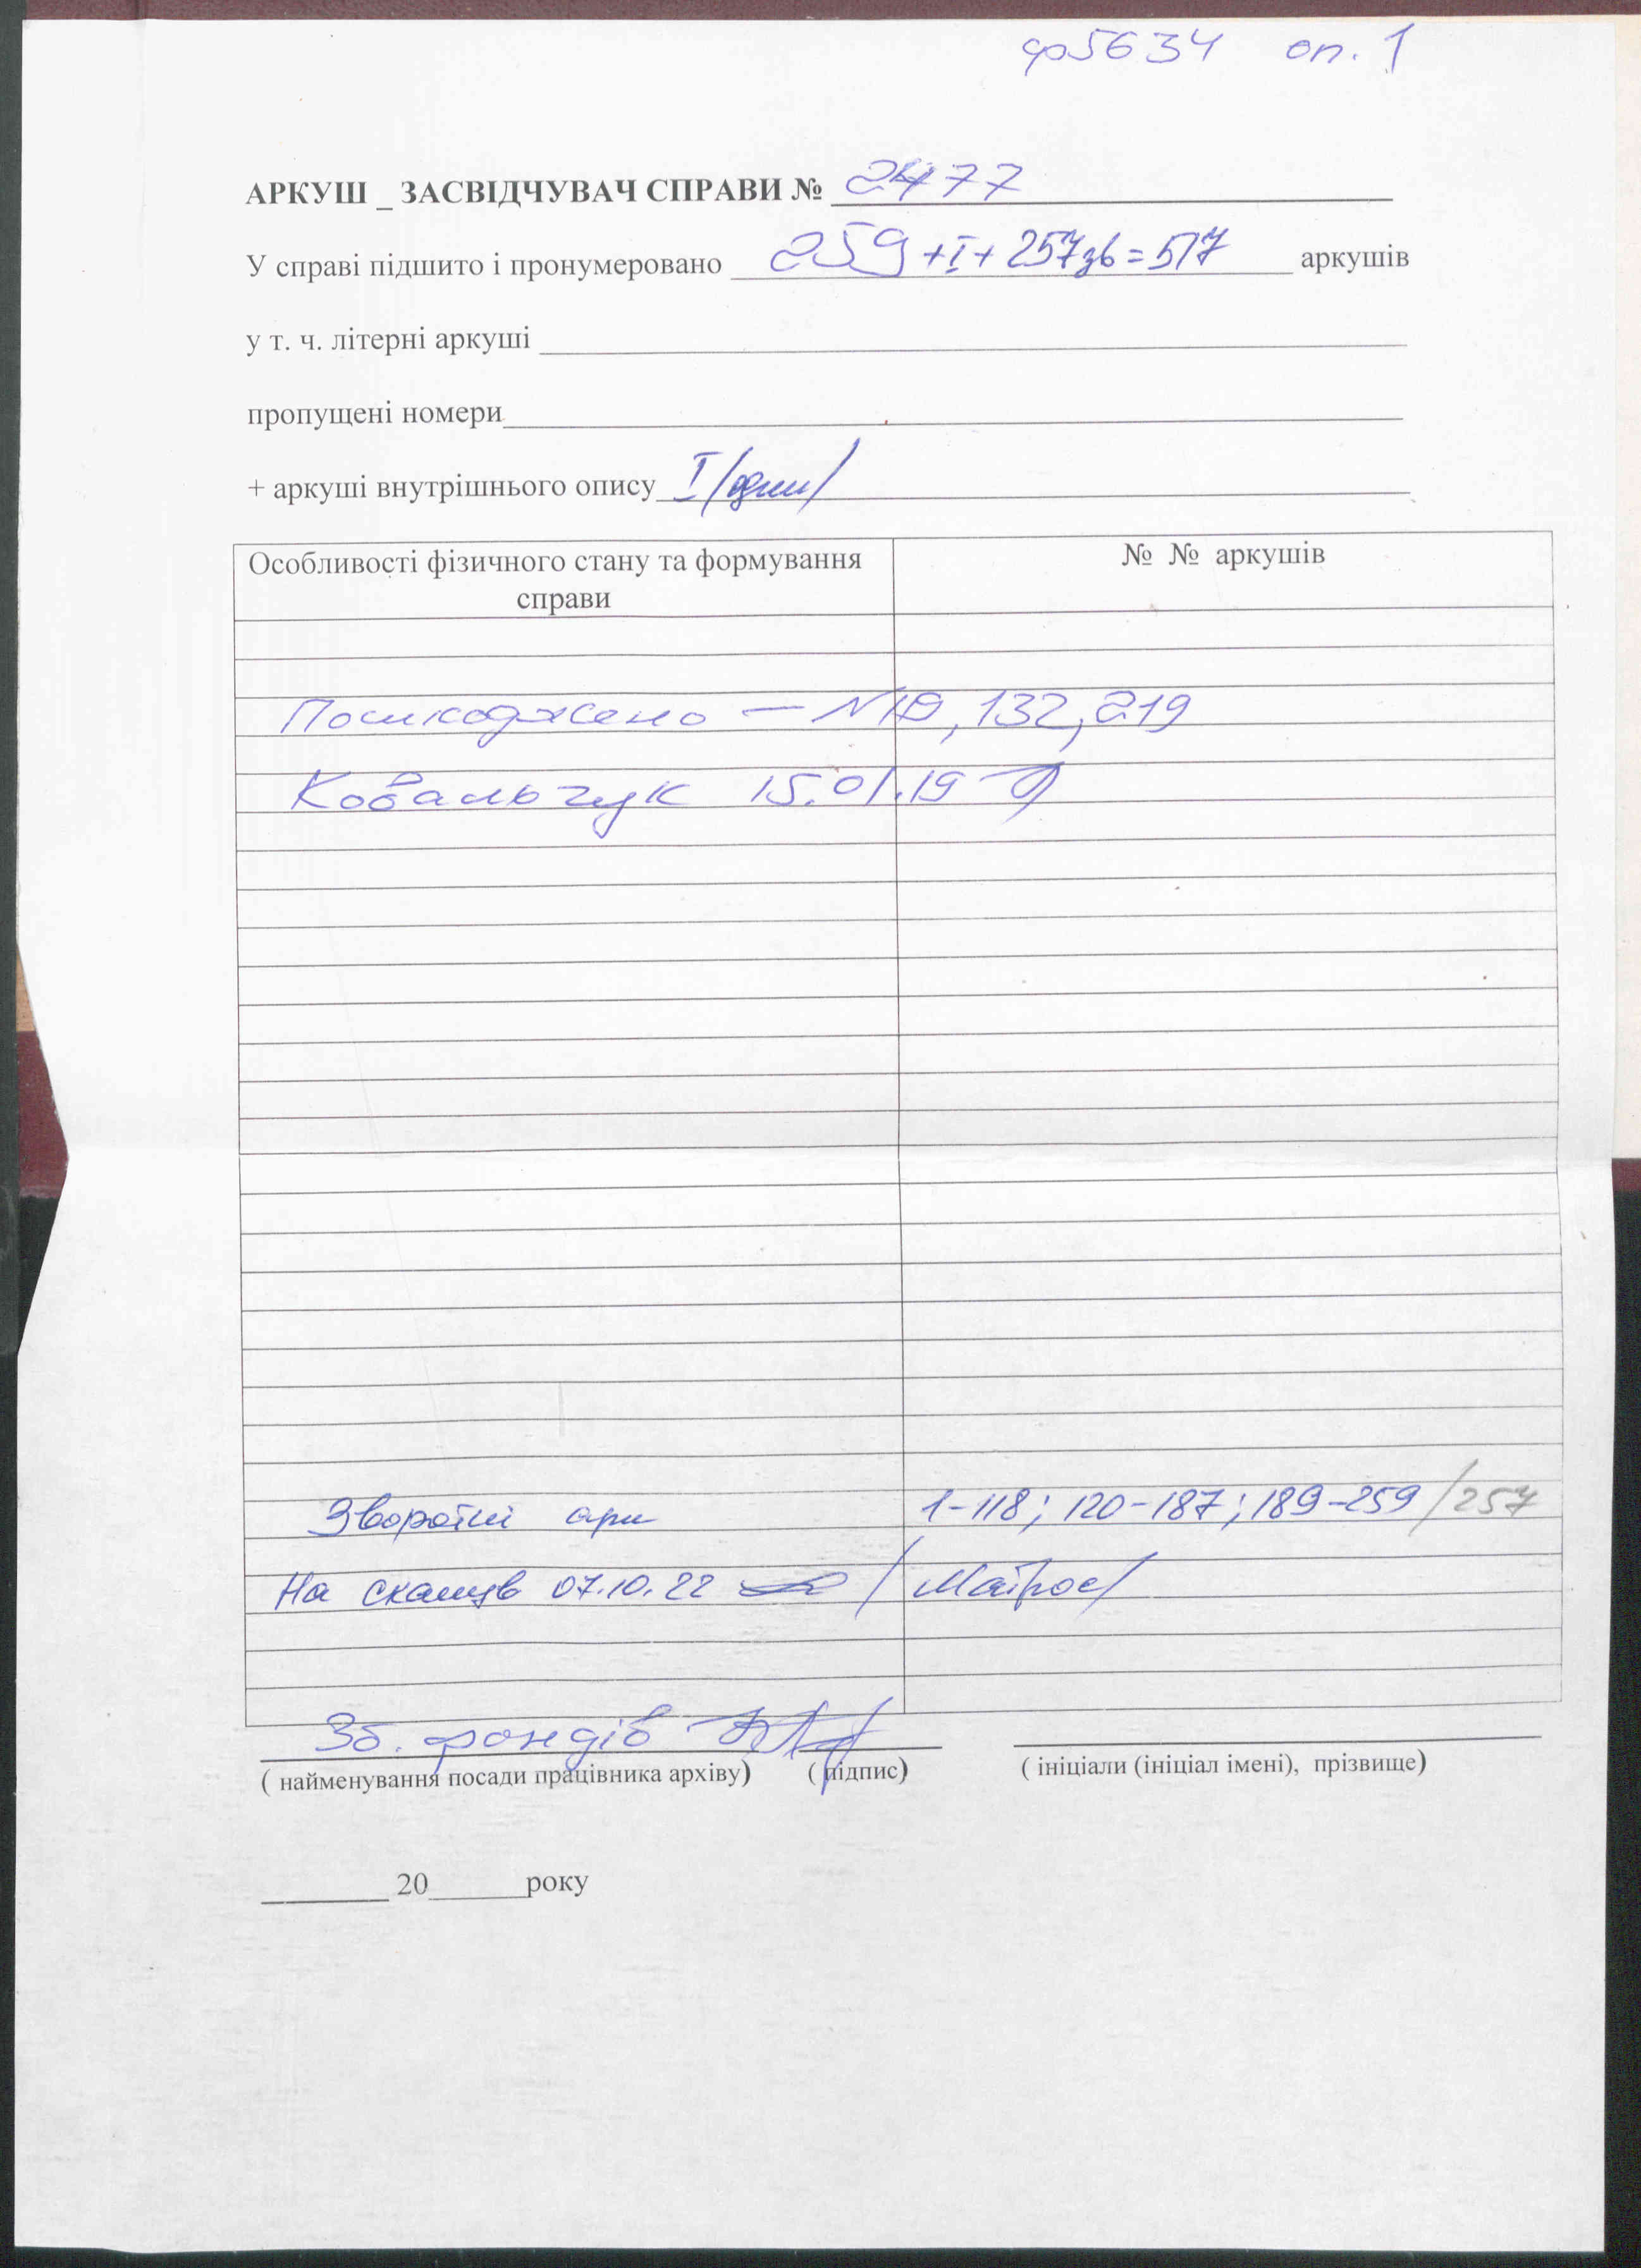 ф5634 оп. 1
АРКУШ _ ЗАСВІДЧУВАЧ СПРАВИ № 2477
У справі підшито і пронумеровано 259+I+257зв=517 аркушів
у т. ч. літерні аркуші
пропущені номери
+ аркуші внутрішнього опису I /один/
Особливості фізичного стану та формування справи
№ № аркушів
Пошкоджено — №10, 132, 219
Ковальчук 15.01.19
Зворотні арк 1-118; 120-187; 189-259 /257
На сканув 07.10.22 /Матрос/
Зб. фондів
( найменування посади працівника архіву) ( підпис) ( ініціали (ініціал імені), прізвище)
20 року